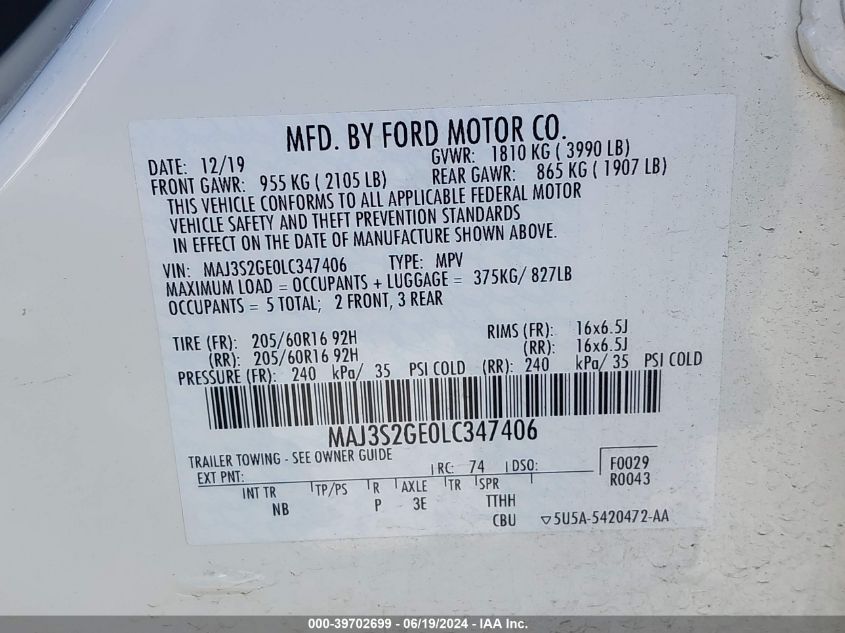 MFD. BY FORD MOTOR CO.
DATE: 12/19 GVWR: 1810 KG ( 3990 LB)
FRONT GAWR: 955 KG ( 2105 LB) REAR GAWR: 865 KG ( 1907 LB)
THIS VEHICLE CONFORMS TO ALL APPLICABLE FEDERAL MOTOR
VEHICLE SAFETY AND THEFT PREVENTION STANDARDS
IN EFFECT ON THE DATE OF MANUFACTURE SHOWN ABOVE.
VIN: MAJ3S2GE0LC347406 TYPE: MPV
MAXIMUM LOAD = OCCUPANTS + LUGGAGE = 375KG/ 827LB
OCCUPANTS = 5 TOTAL; 2 FRONT, 3 REAR
TIRE (FR): 205/60R16 92H RIMS (FR): 16x6.5J
(RR): 205/60R16 92H (RR): 16x6.5J
PRESSURE (FR): 240 kPa/ 35 PSI COLD (RR): 240 kPa/ 35 PSI COLD
MAJ3S2GE0LC347406
TRAILER TOWING - SEE OWNER GUIDE
EXT PNT: RC: 74 DSO: F0029
R0043
INT TR TP/PS R AXLE TR SPR
NB P 3E TTHH
CBU ▽5U5A-5420472-AA
000-39702699 - 06/19/2024 - IAA Inc.